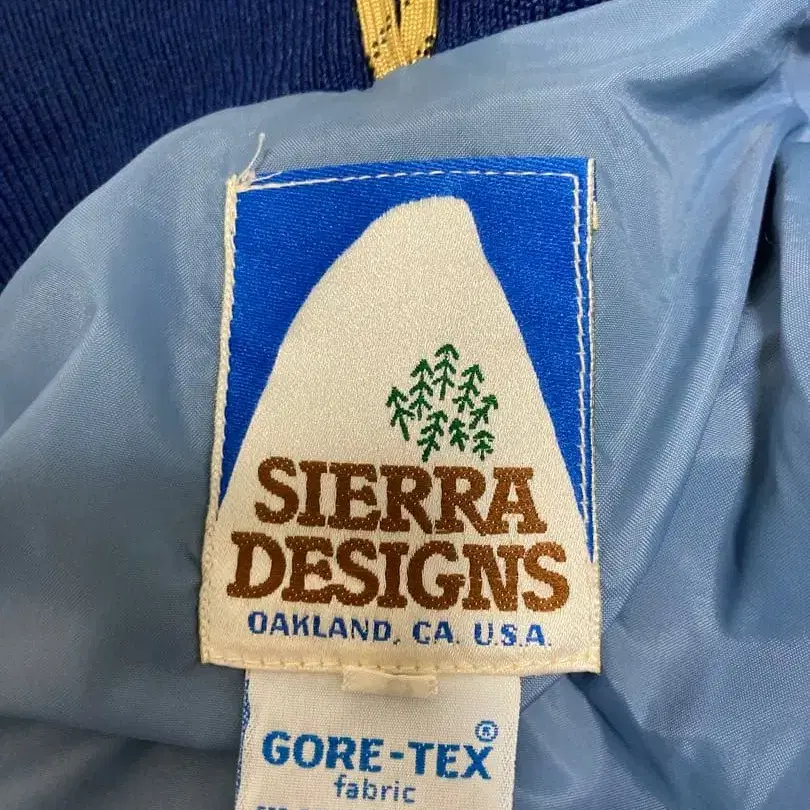 SIERRA
DESIGNS
OAKLAND, CA. U.S.A.
GORE-TEX®
fabric